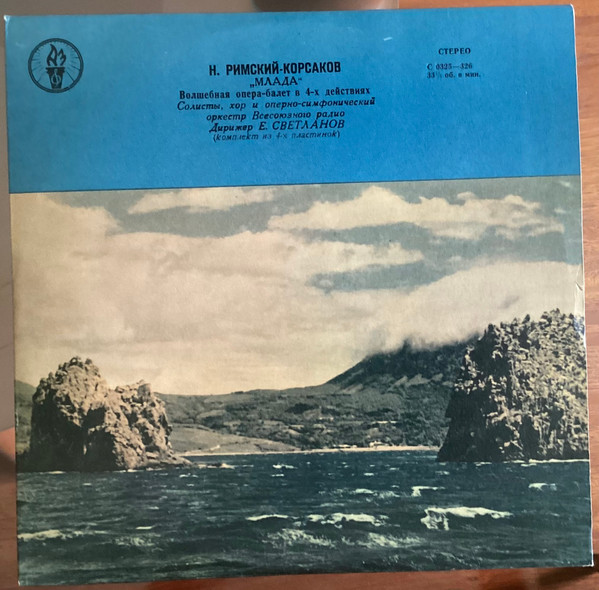 СТЕРЕО
С 0325—326
33⅓ об. в мин.
Н. РИМСКИЙ-КОРСАКОВ
„МЛАДА"
Волшебная опера-балет в 4-х действиях
Солисты, хор и оперно-симфонический
оркестр Всесоюзного радио
Дирижер Е. СВЕТЛАНОВ
(комплект из 4-х пластинок)